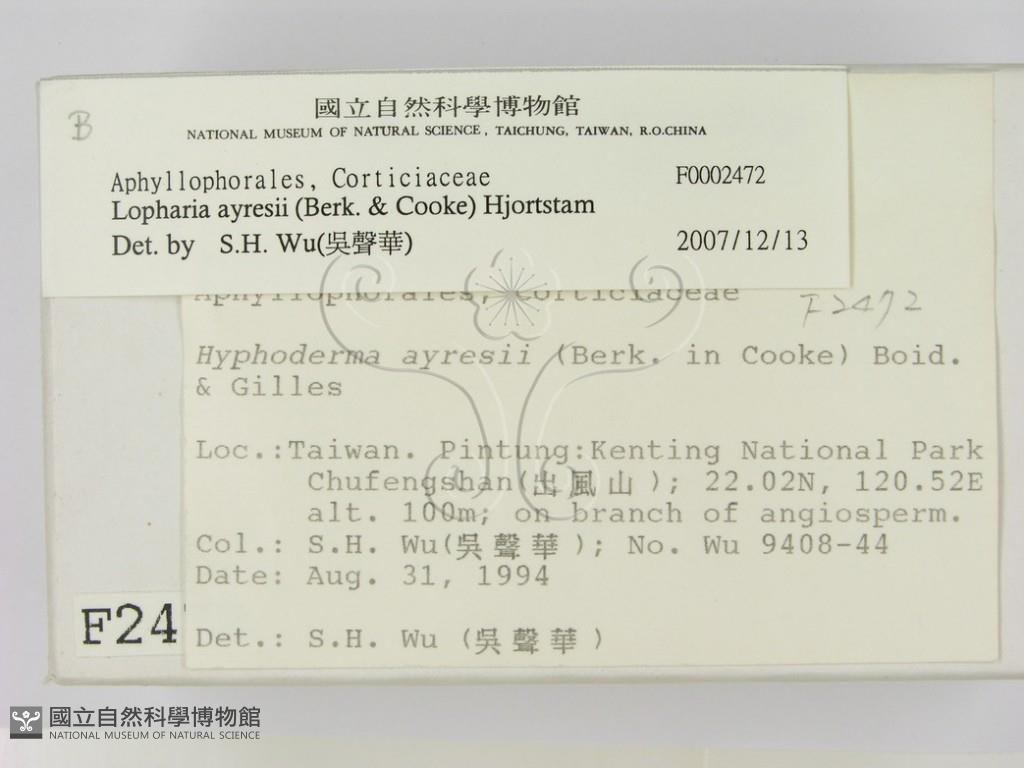 B
國立自然科學博物館
NATIONAL MUSEUM OF NATURAL SCIENCE, TAICHUNG, TAIWAN, R.O.CHINA
Aphyllophorales, Corticiaceae F0002472
Lopharia ayresii (Berk. & Cooke) Hjortstam
Det. by S.H. Wu(吳聲華) 2007/12/13
Aphyllophorales, Corticiaceae F2472
Hyphoderma ayresii (Berk. in Cooke) Boid.
& Gilles
Loc.:Taiwan. Pintung:Kenting National Park
Chufengshan(出風山); 22.02N, 120.52E
alt. 100m; on branch of angiosperm.
Col.: S.H. Wu(吳聲華); No. Wu 9408-44
Date: Aug. 31, 1994
F24
Det.: S.H. Wu (吳聲華)
國立自然科學博物館
NATIONAL MUSEUM OF NATURAL SCIENCE